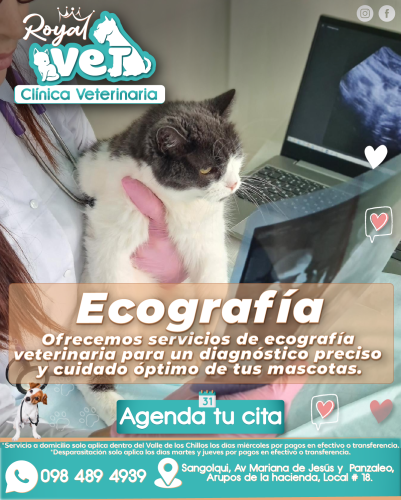 Royal
Vet
Clínica Veterinaria
Ecografía
Ofrecemos servicios de ecografía
veterinaria para un diagnóstico preciso
y cuidado óptimo de tus mascotas.
31
Agenda tu cita
*Servicio a domicilio solo aplica dentro del Valle de los Chillos los días miércoles por pagos en efectivo o transferencia.
*Desparasitación solo aplica los días martes y jueves por pagos en efectivo o transferencia.
098 489 4939
Sangolquí, Av Mariana de Jesús y Panzaleo,
Arupos de la hacienda, Local # 18.